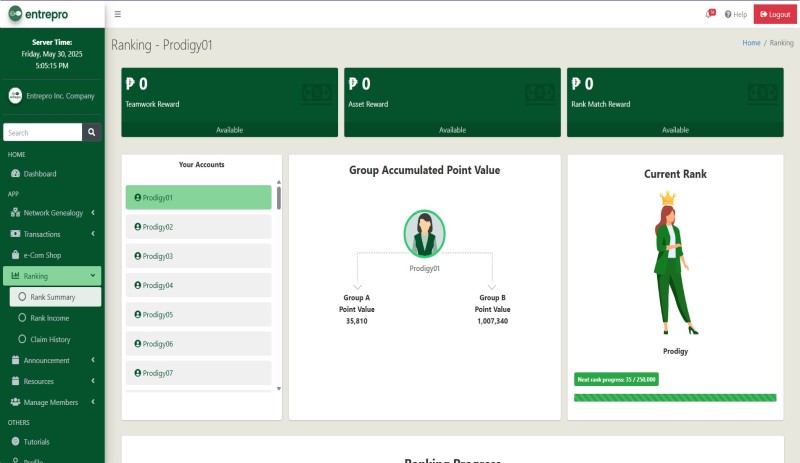 entrepro
Server Time:
Friday, May 30, 2025
5:05:15 PM
Entrepro Inc. Company
Search
HOME
Dashboard
APP
Network Genealogy
Transactions
e-Com Shop
Ranking
Rank Summary
Rank Income
Claim History
Announcement
Resources
Manage Members
OTHERS
Tutorials
Profile
Help
Logout
Ranking - Prodigy01
Home / Ranking
₱ 0
Teamwork Reward
Available
₱ 0
Asset Reward
Available
₱ 0
Rank Match Reward
Available
Your Accounts
Prodigy01
Prodigy02
Prodigy03
Prodigy04
Prodigy05
Prodigy06
Prodigy07
Group Accumulated Point Value
Prodigy01
Group A
Point Value
35,810
Group B
Point Value
1,007,340
Current Rank
Prodigy
Next rank progress: 35 / 250,000
Ranking Progress